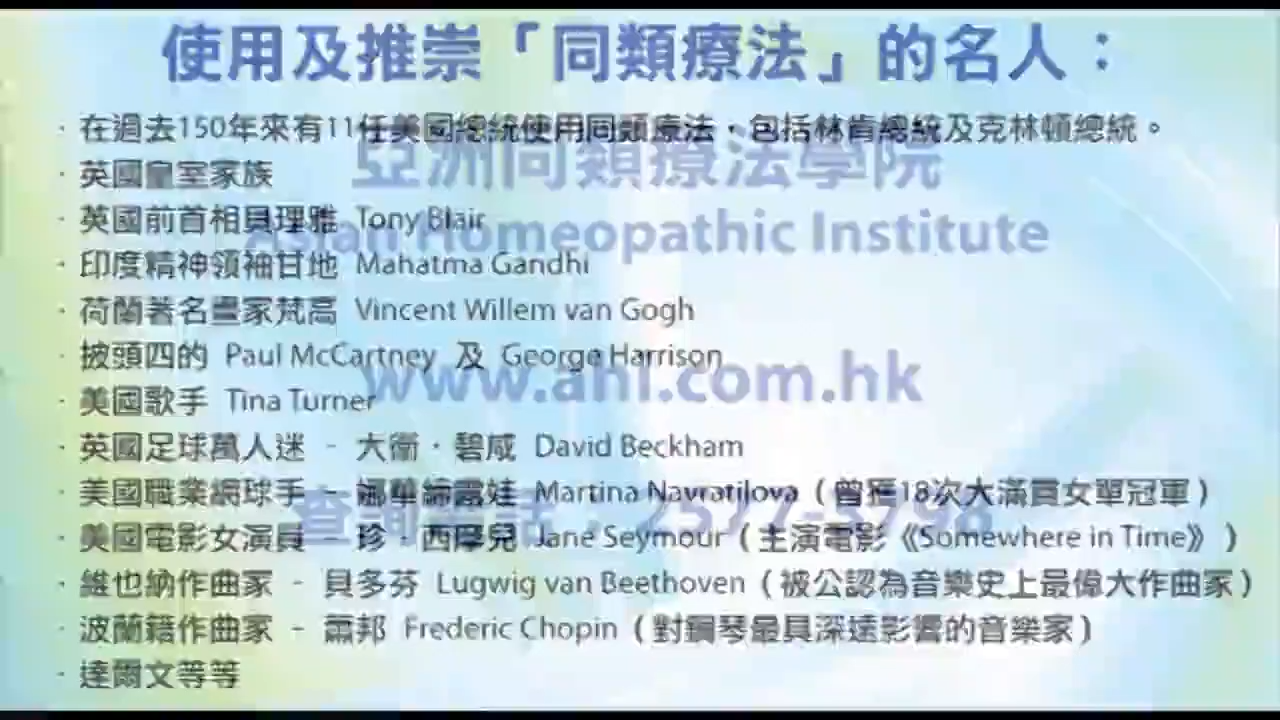 使用及推崇「同類療法」的名人：
· 在過去150年來有11任美國總統使用同類療法，包括林肯總統及克林頓總統。
亞洲同類療法學院
· 英國皇室家族
· 英國前首相貝理雅 Tony Blair
Asian Homeopathic Institute
· 印度精神領袖甘地 Mahatma Gandhi
· 荷蘭著名畫家梵高 Vincent Willem van Gogh
· 披頭四的 Paul McCartney 及 George Harrison
www.ahi.com.hk
· 美國歌手 Tina Turner
· 英國足球萬人迷 - 大衛·碧咸 David Beckham
· 美國職業網球手 - 娜華締露娃 Martina Navratilova（曾獲18次大滿貫女單冠軍）
查詢電話：
· 美國電影女演員 - 珍·西摩兒 Jane Seymour（主演電影《Somewhere in Time》）
· 維也納作曲家 - 貝多芬 Lugwig van Beethoven（被公認為音樂史上最偉大作曲家）
· 波蘭籍作曲家 - 蕭邦 Frederic Chopin（對鋼琴最具深遠影響的音樂家）
· 達爾文等等